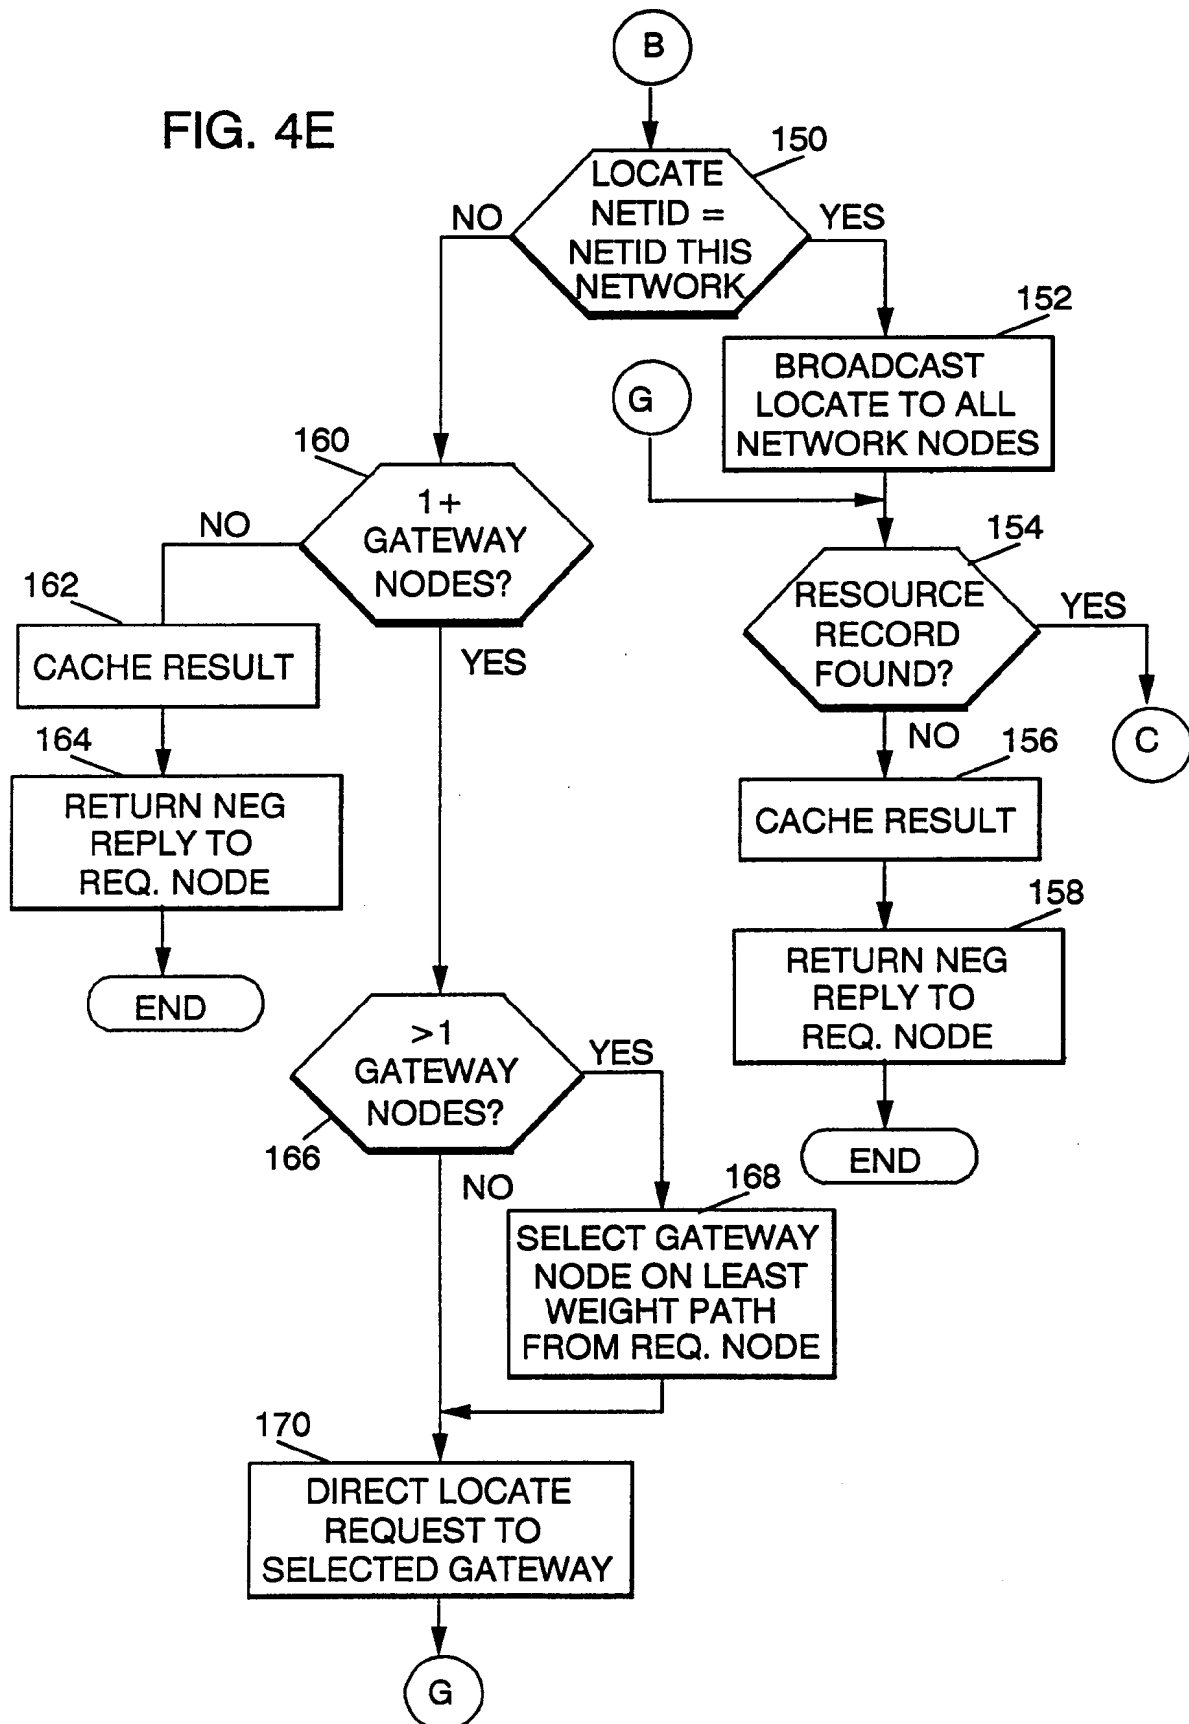 B
FIG. 4E
150
LOCATE
NETID =
NETID THIS
NETWORK
NO
YES
152
BROADCAST
LOCATE TO ALL
NETWORK NODES
G
160
1+
GATEWAY
NODES?
NO
YES
154
RESOURCE
RECORD
FOUND?
YES
NO
C
162
CACHE RESULT
164
RETURN NEG
REPLY TO
REQ. NODE
END
156
CACHE RESULT
158
RETURN NEG
REPLY TO
REQ. NODE
END
>1
GATEWAY
NODES?
YES
166
NO
168
SELECT GATEWAY
NODE ON LEAST
WEIGHT PATH
FROM REQ. NODE
170
DIRECT LOCATE
REQUEST TO
SELECTED GATEWAY
G